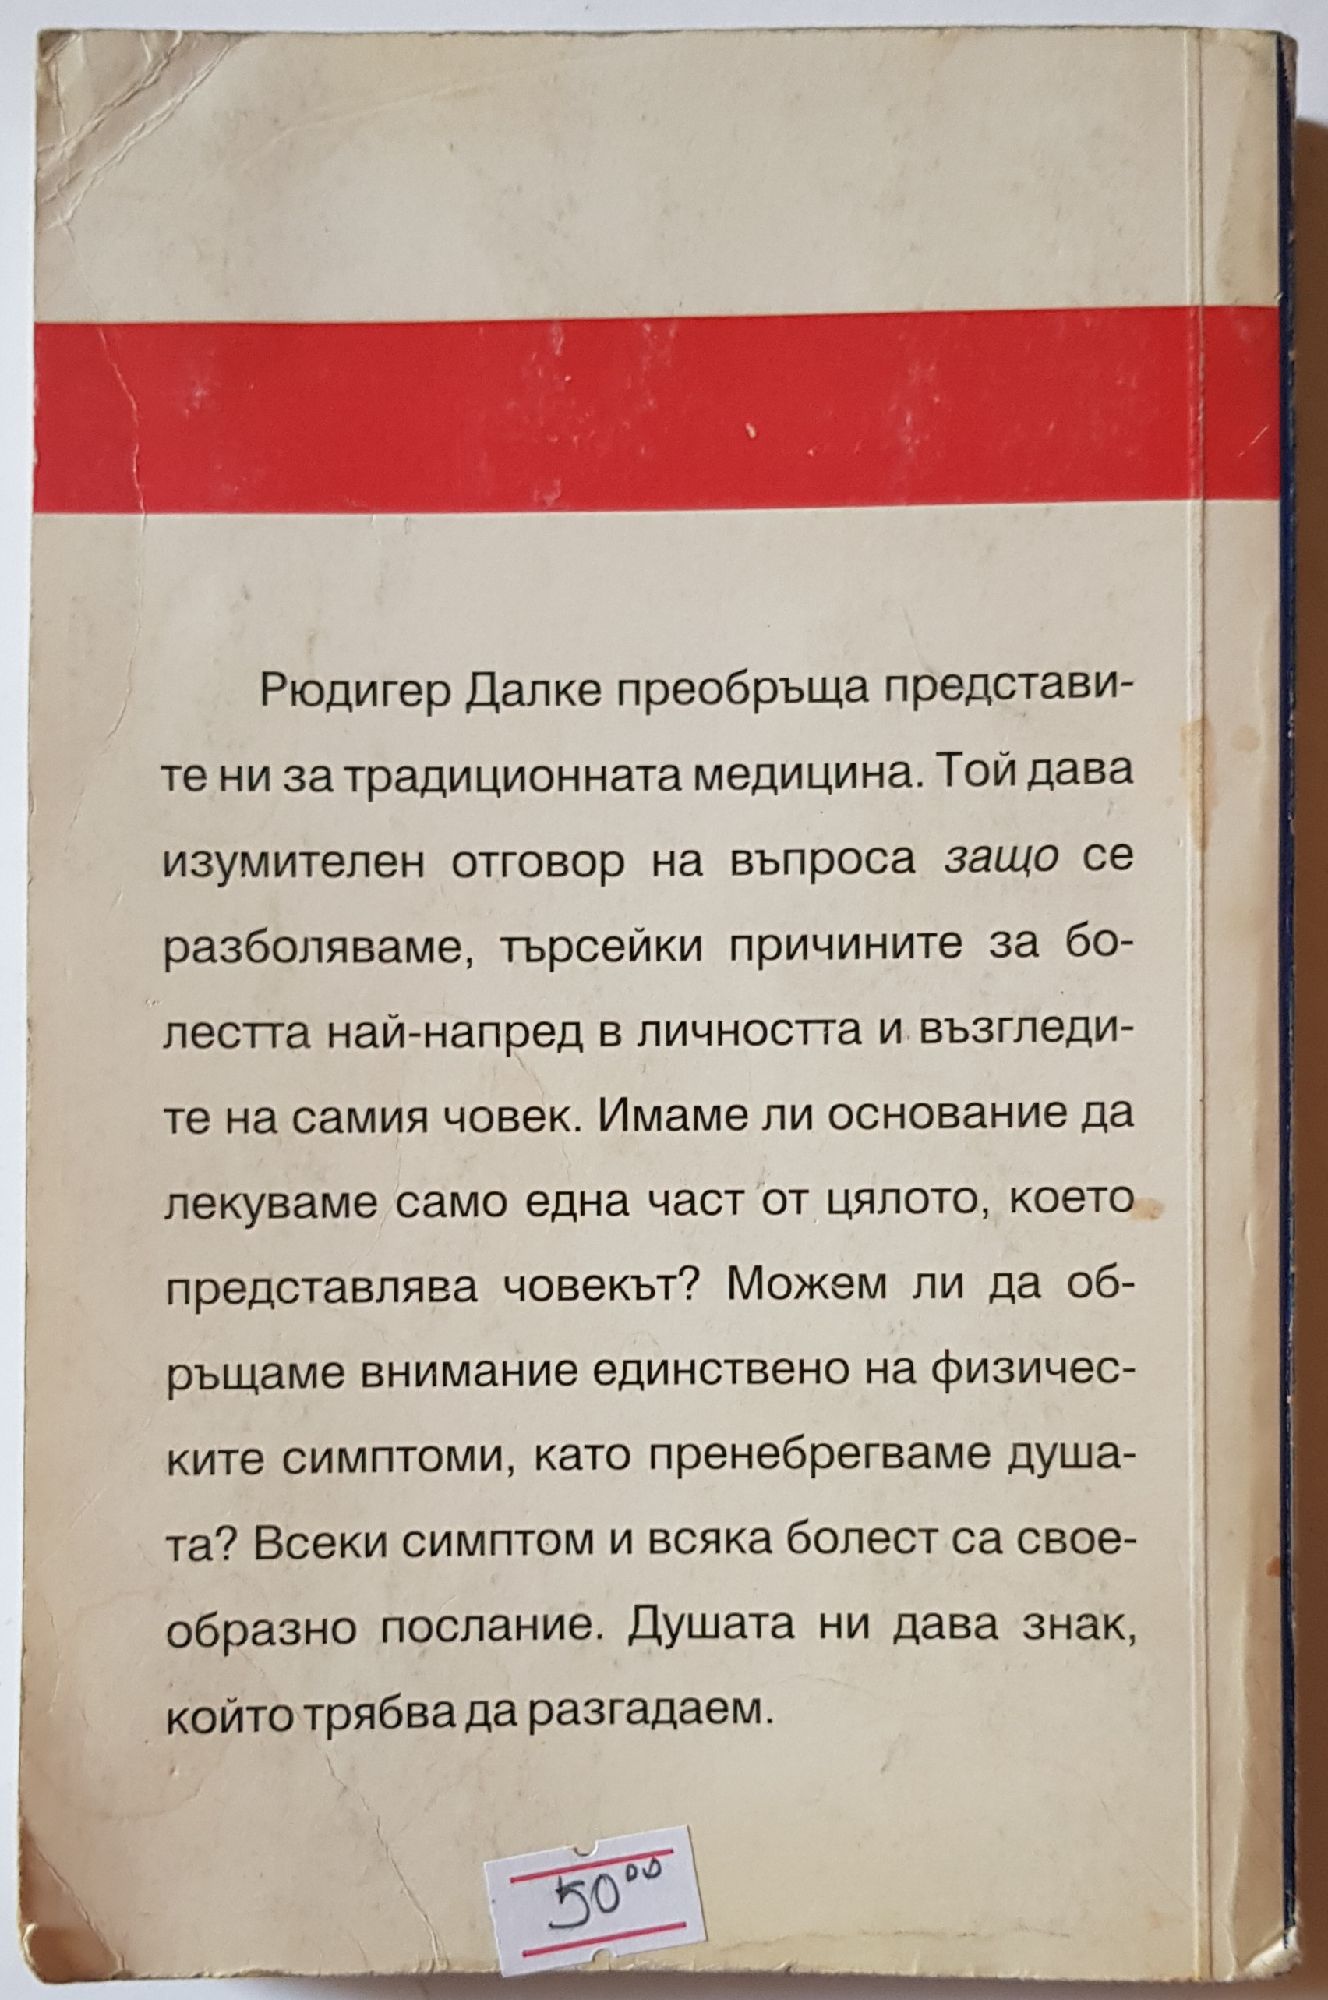 Рюдигер Далке преобръща представи-
те ни за традиционната медицина. Той дава
изумителен отговор на въпроса защо се
разболяваме, търсейки причините за бо-
лестта най-напред в личността и възгледи-
те на самия човек. Имаме ли основание да
лекуваме само една част от цялото, което
представлява човекът? Можем ли да об-
ръщаме внимание единствено на физичес-
ките симптоми, като пренебрегваме душа-
та? Всеки симптом и всяка болест са свое-
образно послание. Душата ни дава знак,
който трябва да разгадаем.
50⁰⁰